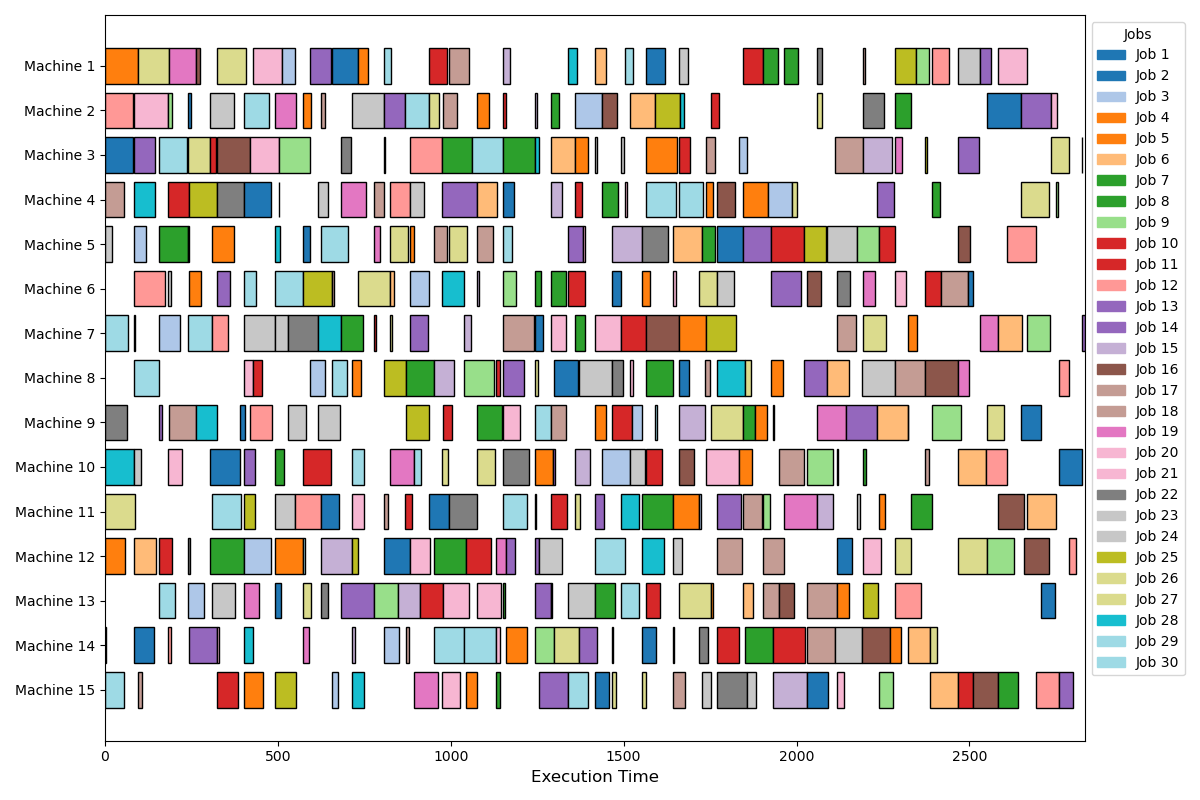 Machine 1
Machine 2
Machine 3
Machine 4
Machine 5
Machine 6
Machine 7
Machine 8
Machine 9
Machine 10
Machine 11
Machine 12
Machine 13
Machine 14
Machine 15
0 500 1000 1500 2000 2500
Execution Time
Jobs
Job 1
Job 2
Job 3
Job 4
Job 5
Job 6
Job 7
Job 8
Job 9
Job 10
Job 11
Job 12
Job 13
Job 14
Job 15
Job 16
Job 17
Job 18
Job 19
Job 20
Job 21
Job 22
Job 23
Job 24
Job 25
Job 26
Job 27
Job 28
Job 29
Job 30